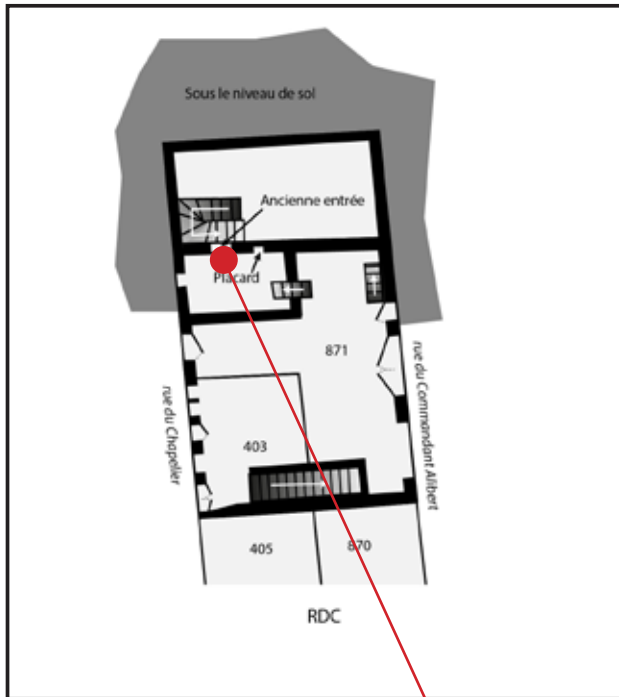 Sous le niveau de sol
Ancienne entrée
Placard
871
rue du Chapelier
rue du Commandant Alibert
403
405
870
RDC